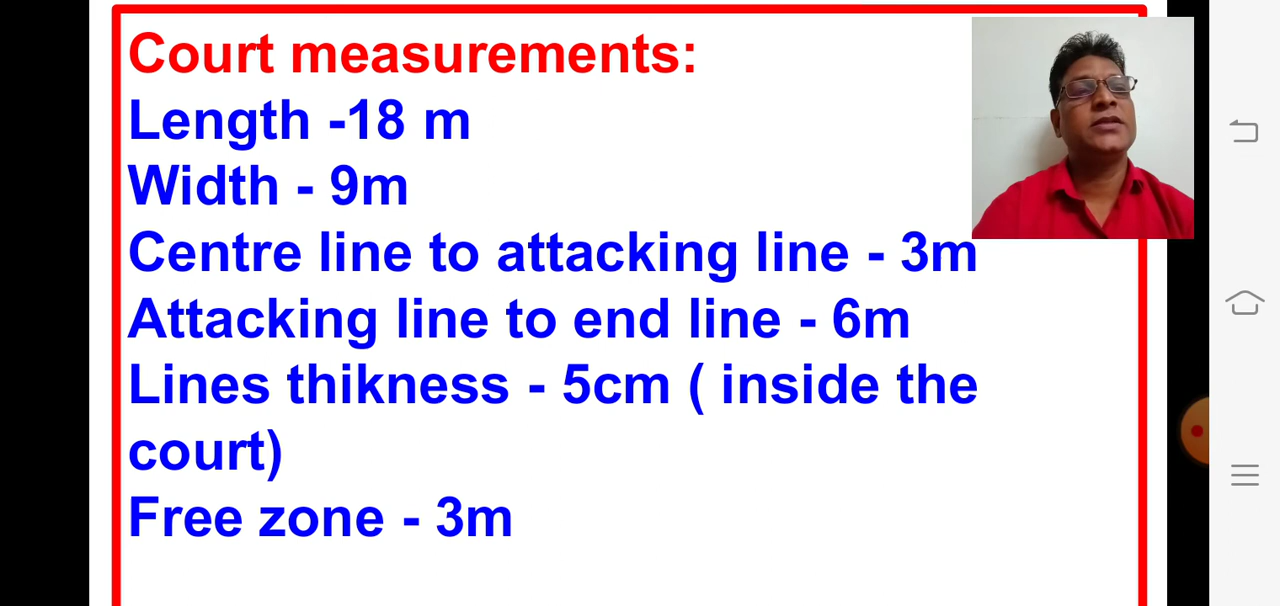 Court measurements:
Length -18 m
Width - 9m
Centre line to attacking line - 3m
Attacking line to end line - 6m
Lines thikness - 5cm ( inside the
court)
Free zone - 3m